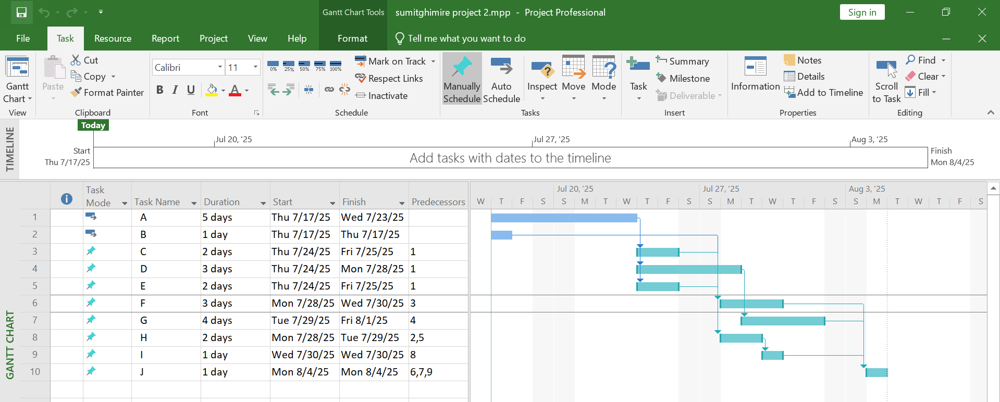 Gantt Chart Tools
sumitghimire project 2.mpp - Project Professional
Sign in
File Task Resource Report Project View Help Format Tell me what you want to do
Gantt Chart
View
Paste
Cut
Copy
Format Painter
Clipboard
Calibri 11
B I U A
Font
0% 25% 50% 75% 100%
Mark on Track
Respect Links
Inactivate
Schedule
Manually Schedule
Auto Schedule
Inspect
Move
Mode
Tasks
Task
Summary
Milestone
Deliverable
Insert
Information
Notes
Details
Add to Timeline
Properties
Scroll to Task
Find
Clear
Fill
Editing
TIMELINE
Today
Jul 20, '25 Jul 27, '25 Aug 3, '25
Start
Thu 7/17/25
Add tasks with dates to the timeline
Finish
Mon 8/4/25
GANTT CHART
Task Mode Task Name Duration Start Finish Predecessors
1 A 5 days Thu 7/17/25 Wed 7/23/25
2 B 1 day Thu 7/17/25 Thu 7/17/25
3 C 2 days Thu 7/24/25 Fri 7/25/25 1
4 D 3 days Thu 7/24/25 Mon 7/28/25 1
5 E 2 days Thu 7/24/25 Fri 7/25/25 1
6 F 3 days Mon 7/28/25 Wed 7/30/25 3
7 G 4 days Tue 7/29/25 Fri 8/1/25 4
8 H 2 days Mon 7/28/25 Tue 7/29/25 2,5
9 I 1 day Wed 7/30/25 Wed 7/30/25 8
10 J 1 day Mon 8/4/25 Mon 8/4/25 6,7,9
Jul 20, '25 Jul 27, '25 Aug 3, '25
W T F S S M T W T F S S M T W T F S S M T W T F S